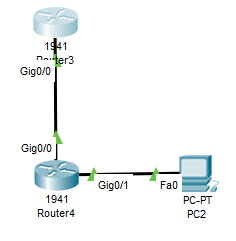 1941
Router3
Gig0/0
Gig0/0
Gig0/1
Fa0
1941
Router4
PC-PT
PC2